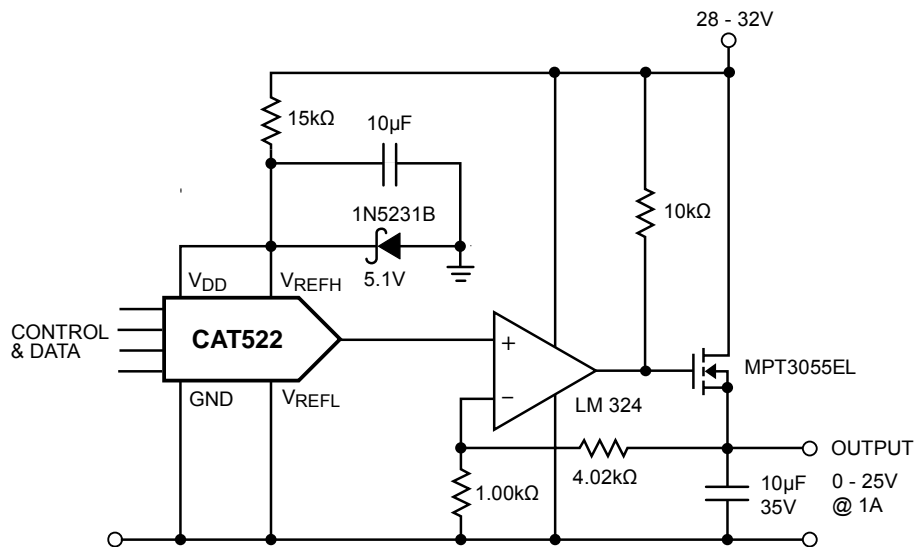 28 - 32V
15kΩ
10µF
1N5231B
5.1V
10kΩ
VDD
VREFH
CONTROL
& DATA
CAT522
+
MPT3055EL
GND
VREFL
−
LM 324
4.02kΩ
OUTPUT
1.00kΩ
10µF
35V
0 - 25V
@ 1A